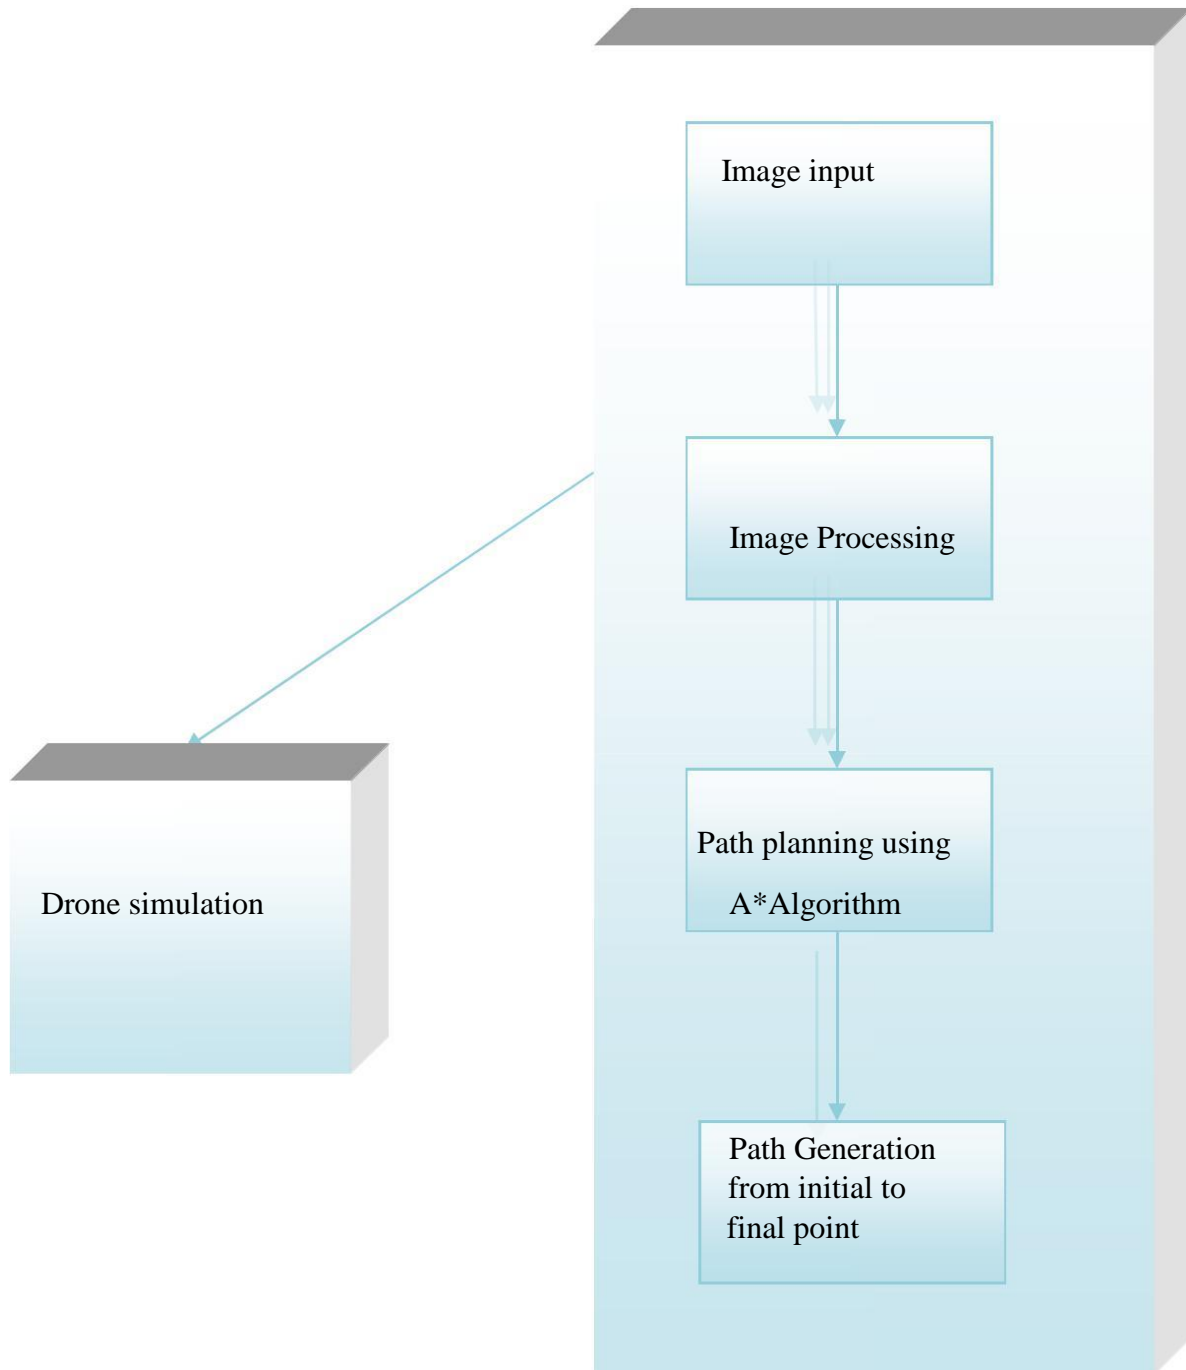 Image input
Image Processing
Path planning using
A*Algorithm
Path Generation
from initial to
final point
Drone simulation